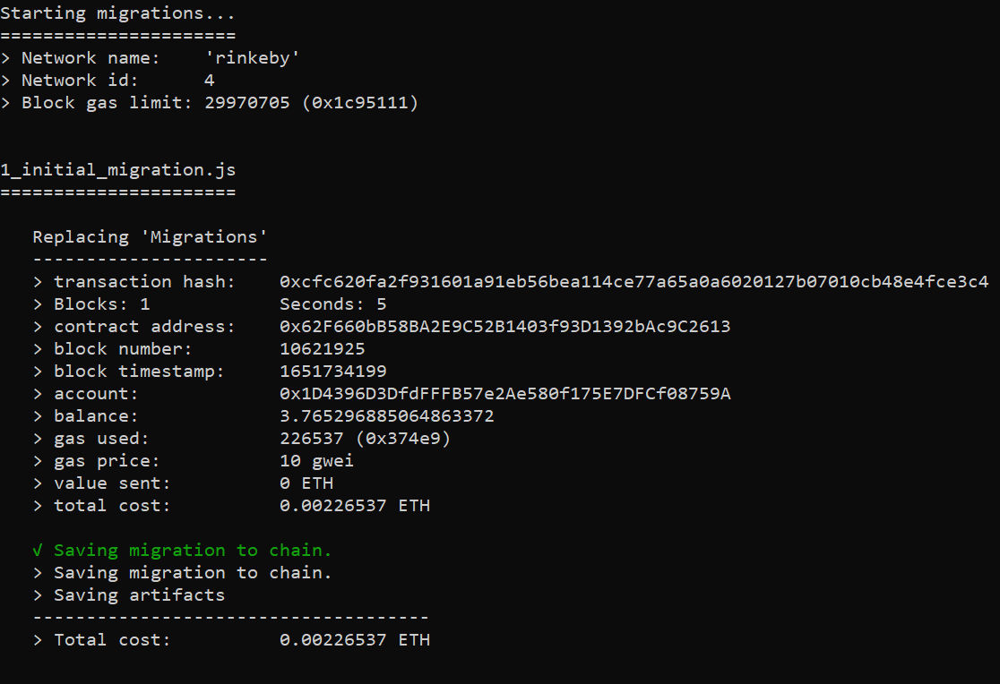 Starting migrations...
======================
> Network name:    'rinkeby'
> Network id:      4
> Block gas limit: 29970705 (0x1c95111)
1_initial_migration.js
======================
Replacing 'Migrations'
----------------------
> transaction hash:    0xcfc620fa2f931601a91eb56bea114ce77a65a0a6020127b07010cb48e4fce3c4
> Blocks: 1            Seconds: 5
> contract address:    0x62F660bB58BA2E9C52B1403f93D1392bAc9C2613
> block number:        10621925
> block timestamp:     1651734199
> account:             0x1D4396D3DfdFFFB57e2Ae580f175E7DFCf08759A
> balance:             3.765296885064863372
> gas used:            226537 (0x374e9)
> gas price:           10 gwei
> value sent:          0 ETH
> total cost:          0.00226537 ETH
√ Saving migration to chain.
> Saving migration to chain.
> Saving artifacts
-------------------------------------
> Total cost:          0.00226537 ETH